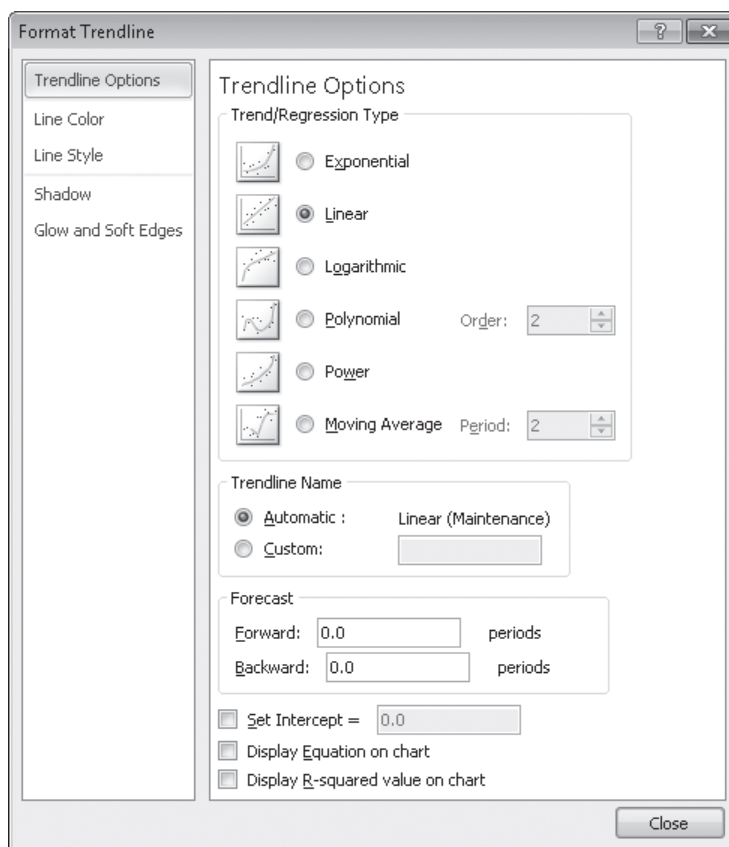 Format Trendline
Trendline Options
Line Color
Line Style
Shadow
Glow and Soft Edges
Trendline Options
Trend/Regression Type
Exponential
Linear
Logarithmic
Polynomial Order: 2
Power
Moving Average Period: 2
Trendline Name
Automatic : Linear (Maintenance)
Custom:
Forecast
Forward: 0.0 periods
Backward: 0.0 periods
Set Intercept = 0.0
Display Equation on chart
Display R-squared value on chart
Close